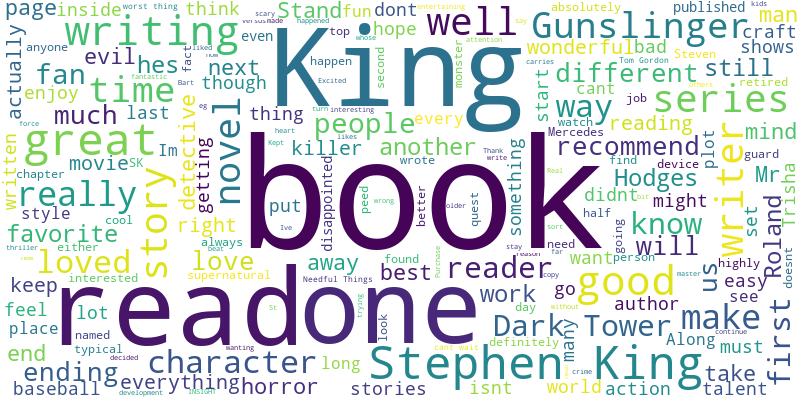 page inside think Stand fun dont absolutely published man
worst thing made happened whose entertaining say kids
writing King well Gunslinger craft
anyone evil hes top hope wonderful bad Steven shows
actually fan time next even happen monster second different still
fact liked Excited attention carries Tom Gordon others retired
fantastic Bart though versus scary now
enjoy much last detective eg turn interesting start cant job watch series
great novel thing people every way reading mind
written movie SK killer another Mercedes
force chapter Im getting heart likes wrote Thank write recommend find device plot guard
really story Kept put peed better quest something didnt Hodges Mr
style cool right disappointed Real bit Trisha
favorite always Ive wrong older book half might set writer Roland
thriller either beat know going doesnt
loved love supernatural away found stay sort need will person
interested Needful Things best reader reason far want us highly
keep Purchase copy go good easy see first
feel lot read one work author master
place named St trying look day Dark Tower make
end typical wanting without Along continue
ending decided character cant wait definitely many must
everything long Stephen King isnt take
baseball horror stories world crime action talent
development INSIGHT